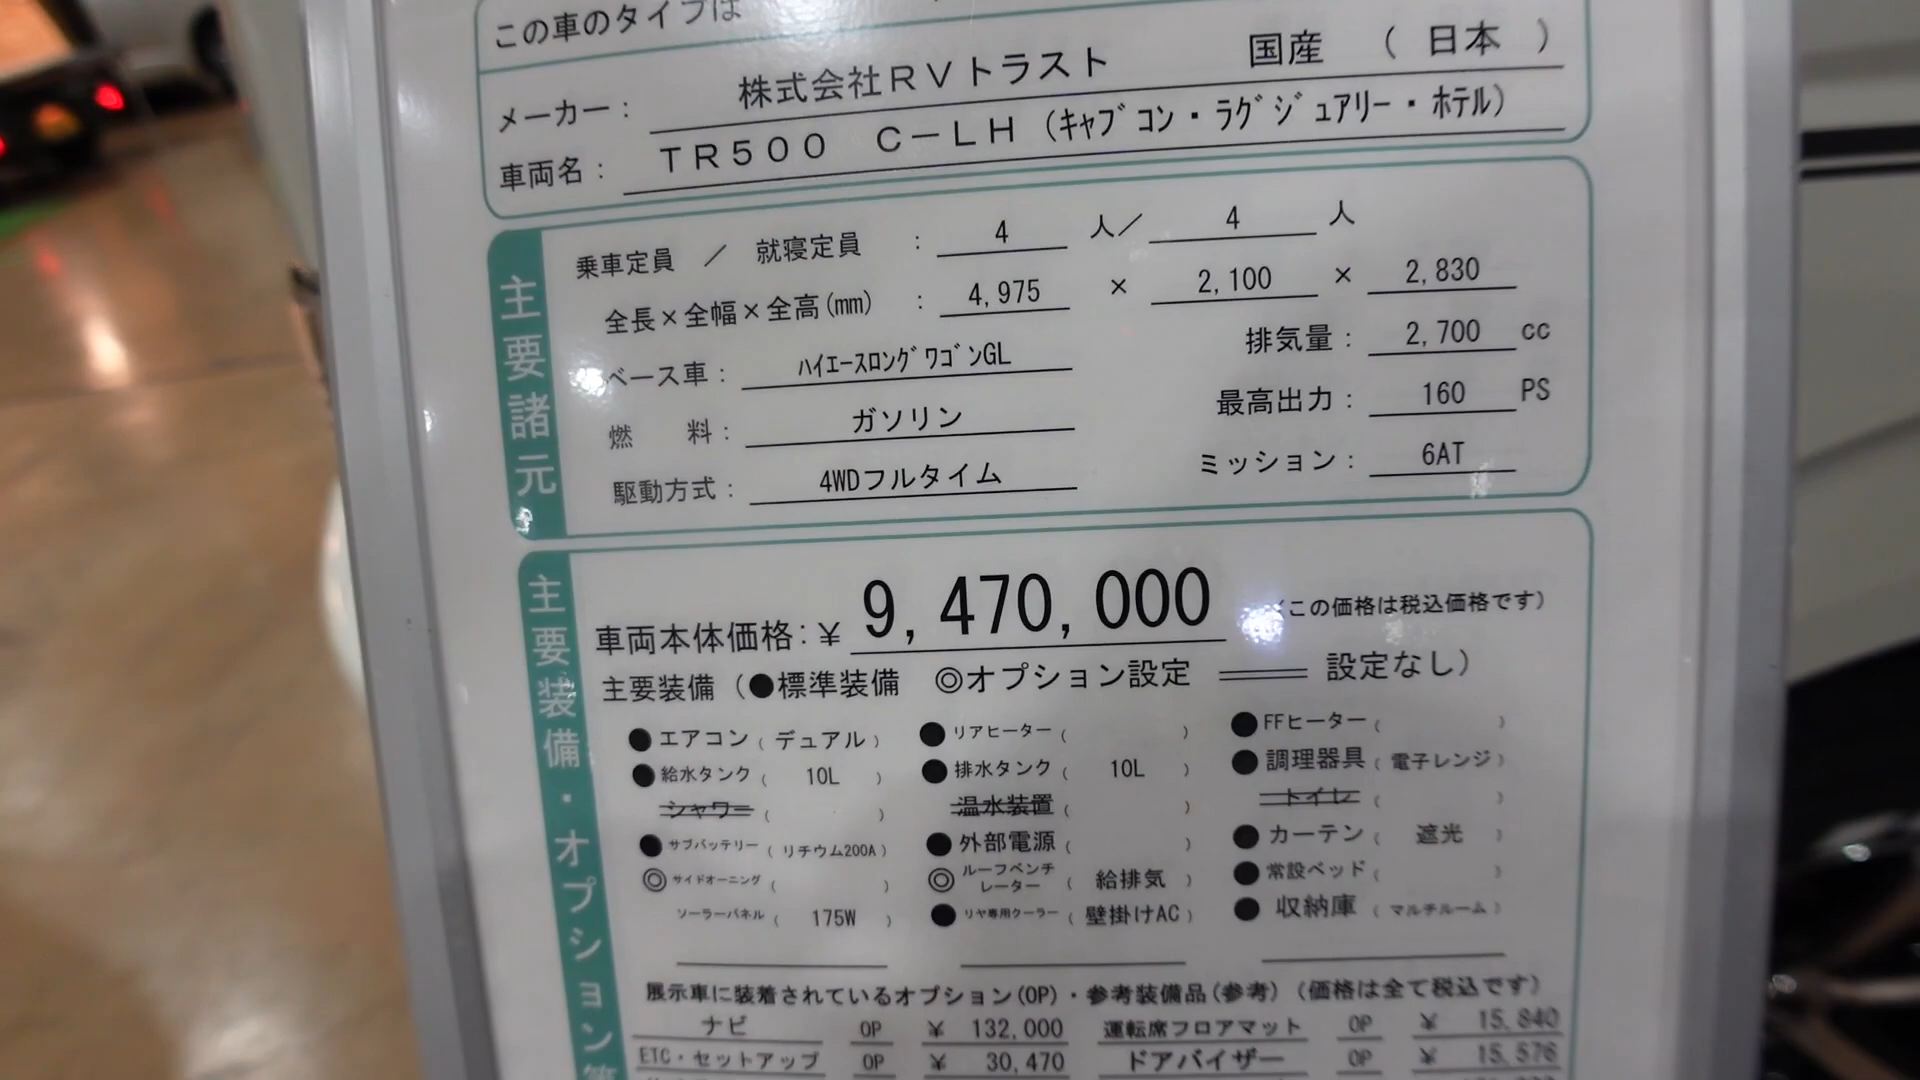 この車のタイプは
メーカー： 株式会社ＲＶトラスト 国産 （ 日本 ）
車両名： ＴＲ５００ Ｃ－ＬＨ（ｷｬﾌﾞｺﾝ・ﾗｸﾞｼﾞｭｱﾘｰ・ﾎﾃﾙ）
主要諸元
乗車定員 ／ 就寝定員 ： 4 人／ 4 人
全長×全幅×全高(mm) ： 4,975 × 2,100 × 2,830
ベース車： ﾊｲｴｰｽﾛﾝｸﾞﾜｺﾞﾝGL 排気量： 2,700 cc
燃 料： ガソリン 最高出力： 160 PS
駆動方式： 4WDフルタイム ミッション： 6AT
主要装備・オプション等
車両本体価格：￥ 9,470,000 （この価格は税込価格です）
主要装備（●標準装備 ◎オプション設定 ═══ 設定なし）
●エアコン（デュアル） ●リアヒーター（ ） ●FFヒーター（ ）
●給水タンク（ 10L ） ●排水タンク（ 10L ） ●調理器具（電子レンジ）
シャワー（ ） 温水装置（ ） トイレ（ ）
●サブバッテリー（リチウム200A） ●外部電源（ ） ●カーテン（ 遮光 ）
◎サイドオーニング（ ） ◎ルーフベンチレーター（ 給排気 ） ●常設ベッド（ ）
ソーラーパネル（ 175W ） ●リヤ専用クーラー（壁掛けAC） ●収納庫（マルチルーム）
展示車に装着されているオプション(OP)・参考装備品(参考)（価格は全て税込です）
ナビ OP ￥ 132,000 運転席フロアマット OP ￥ 15,840
ETC・セットアップ OP ￥ 30,470 ドアバイザー OP ￥ 15,576